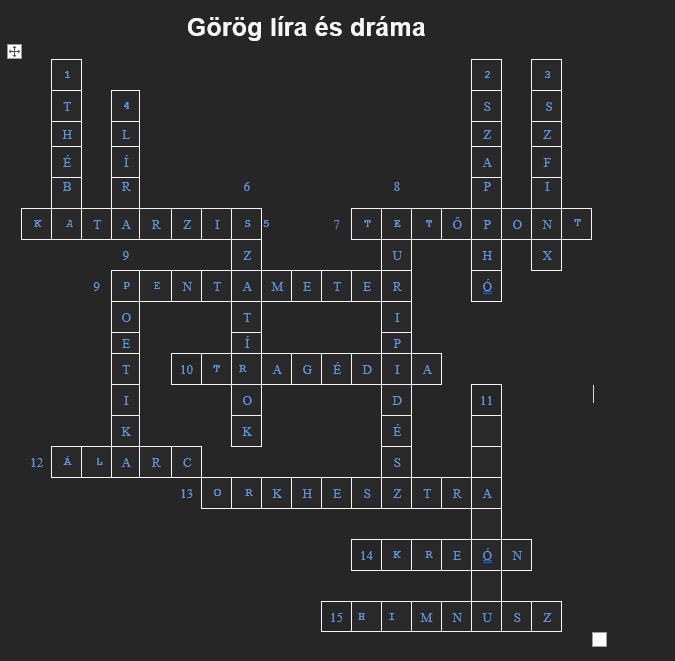 Görög líra és dráma
1 2 3
T 4 S S
H L Z Z
É Í A F
B R 6 8 P I
K A T A R Z I S 5 7 T E T Ő P O N T
9 Z U H X
9 P E N T A M E T E R Ó
O T I
E Í P
T 10 T R A G É D I A
I O D 11
K K É
12 Á L A R C S
13 O R K H E S Z T R A
14 K R E Ó N
15 H I M N U S Z